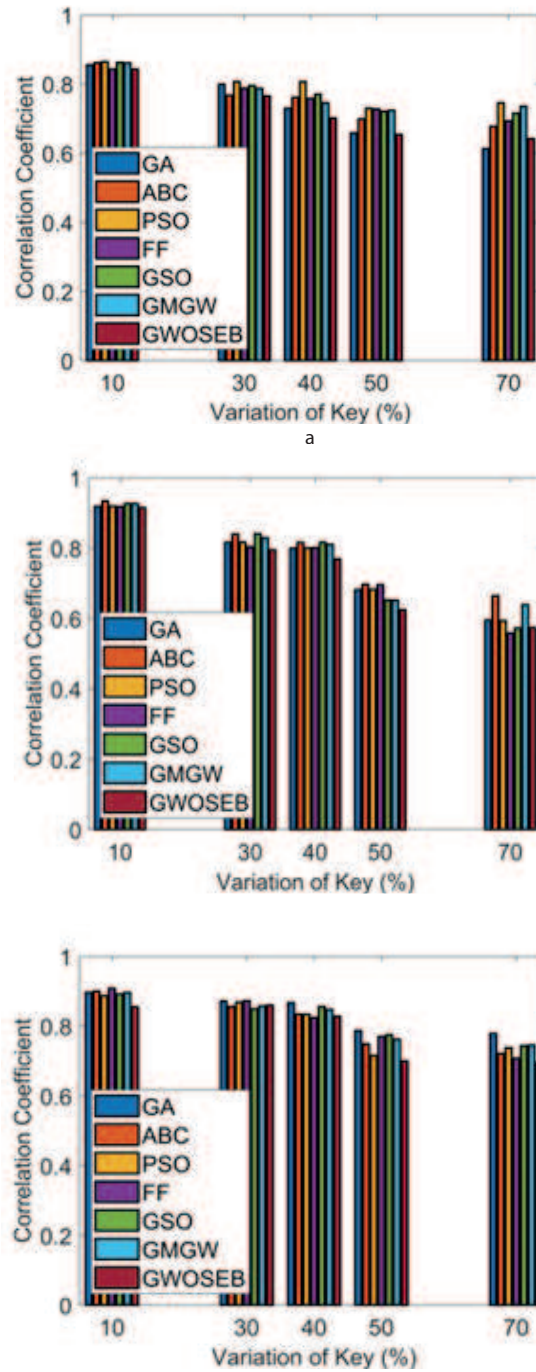 1
0.8
0.6
0.4
0.2
0
Correlation Coefficient
GA
ABC
PSO
FF
GSO
GMGW
GWOSEB
10 30 40 50 70
Variation of Key (%)
a
1
0.8
0.6
0.4
0.2
0
Correlation Coefficient
GA
ABC
PSO
FF
GSO
GMGW
GWOSEB
10 30 40 50 70
Variation of Key (%)
1
0.8
0.6
0.4
0.2
0
Correlation Coefficient
GA
ABC
PSO
FF
GSO
GMGW
GWOSEB
10 30 40 50 70
Variation of Key (%)